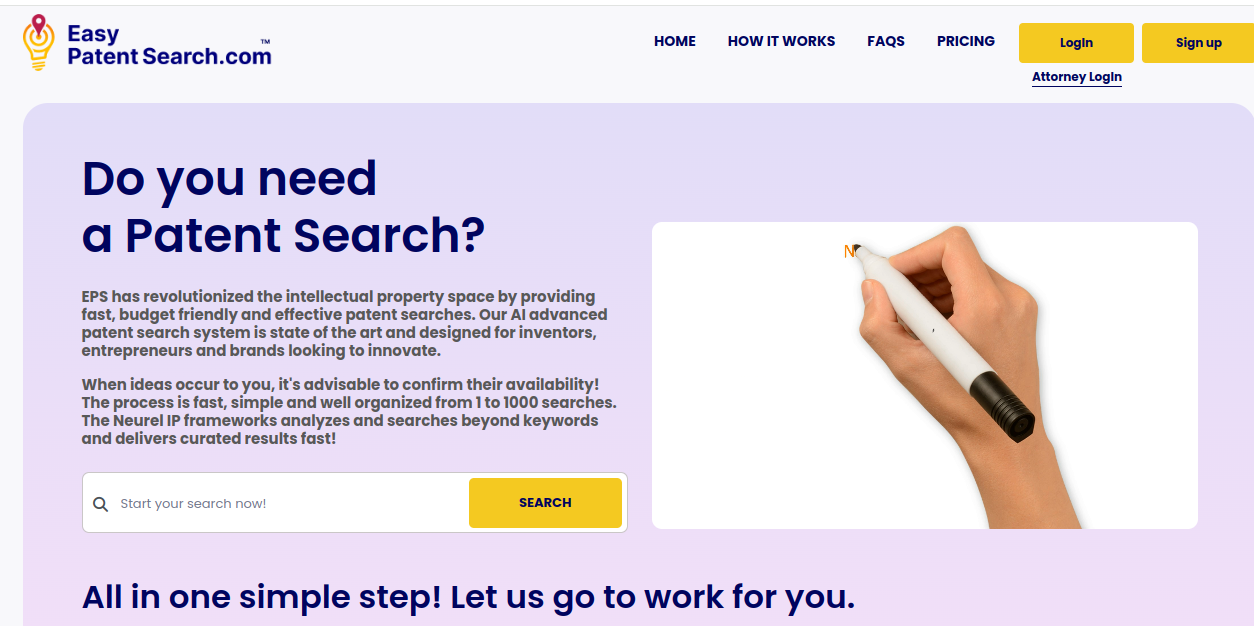 Easy
Patent Search.com™
HOME HOW IT WORKS FAQS PRICING LogIn Sign up
Attorney LogIn
Do you need
a Patent Search?
EPS has revolutionized the intellectual property space by providing
fast, budget friendly and effective patent searches. Our AI advanced
patent search system is state of the art and designed for inventors,
entrepreneurs and brands looking to innovate.
When ideas occur to you, it's advisable to confirm their availability!
The process is fast, simple and well organized from 1 to 1000 searches.
The Neurel IP frameworks analyzes and searches beyond keywords
and delivers curated results fast!
Start your search now! SEARCH
N
All in one simple step! Let us go to work for you.